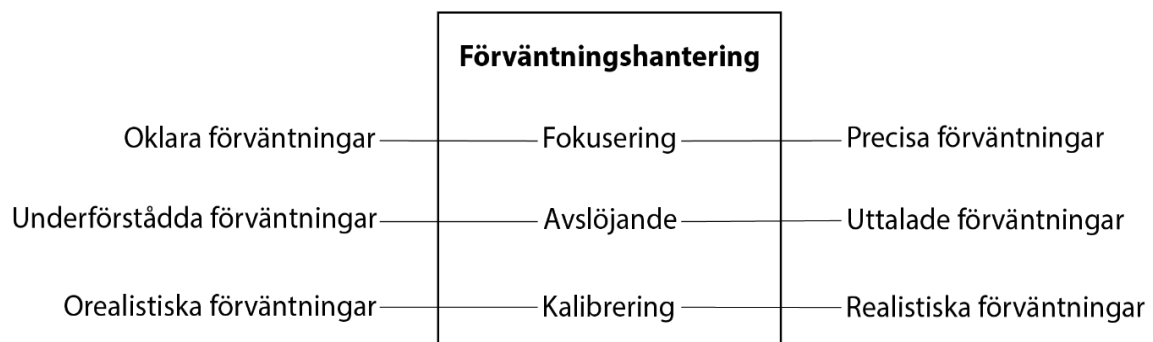 Förväntningshantering
Oklara förväntningar Fokusering Precisa förväntningar
Underförstådda förväntningar Avslöjande Uttalade förväntningar
Orealistiska förväntningar Kalibrering Realistiska förväntningar